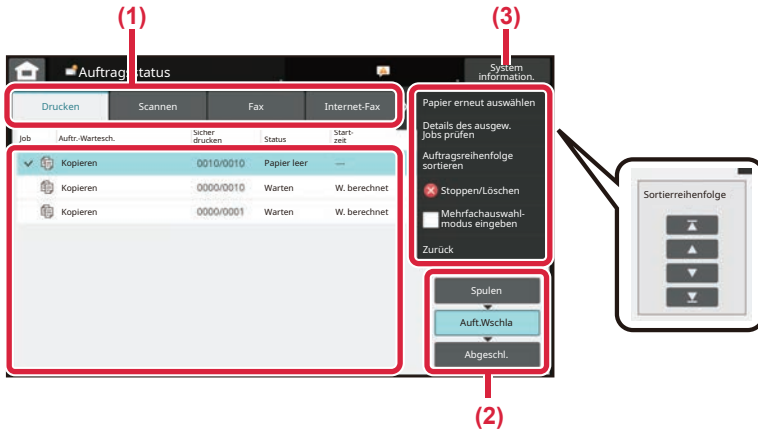 (1)
(3)
Auftragsstatus
System
information.
Drucken
Scannen
Fax
Internet-Fax
Job
Auftr.-Wartesch.
Sicher
drucken
Status
Start-
zeit
Kopieren
0010/0010
Papier leer
---
Kopieren
0000/0010
Warten
W. berechnet
Kopieren
0000/0001
Warten
W. berechnet
Papier erneut auswählen
Details des ausgew.
Jobs prüfen
Auftragsreihenfolge
sortieren
Stoppen/Löschen
Mehrfachauswahl-
modus eingeben
Zurück
Spulen
Auft.Wschla
Abgeschl.
(2)
Sortierreihenfolge